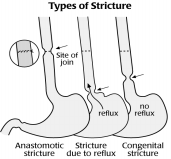 Types of Stricture
Site of
join
reflux
no
reflux
Anastomotic
stricture
Stricture
due to reflux
Congenital
stricture